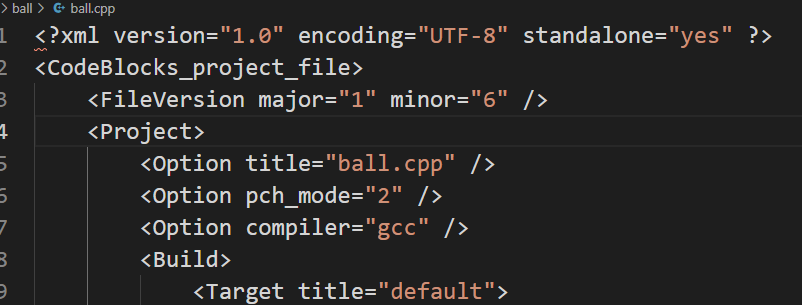 ball > ball.cpp
1 <?xml version="1.0" encoding="UTF-8" standalone="yes" ?>
2 <CodeBlocks_project_file>
3 <FileVersion major="1" minor="6" />
4 <Project>
5 <Option title="ball.cpp" />
6 <Option pch_mode="2" />
7 <Option compiler="gcc" />
8 <Build>
9 <Target title="default">